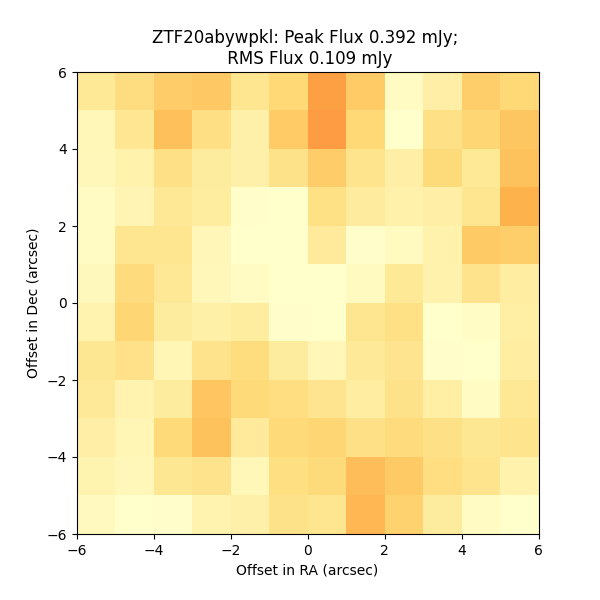 ZTF20abywpkl: Peak Flux 0.392 mJy;
RMS Flux 0.109 mJy
6
4
2
0
−2
−4
−6
Offset in Dec (arcsec)
−6 −4 −2 0 2 4 6
Offset in RA (arcsec)